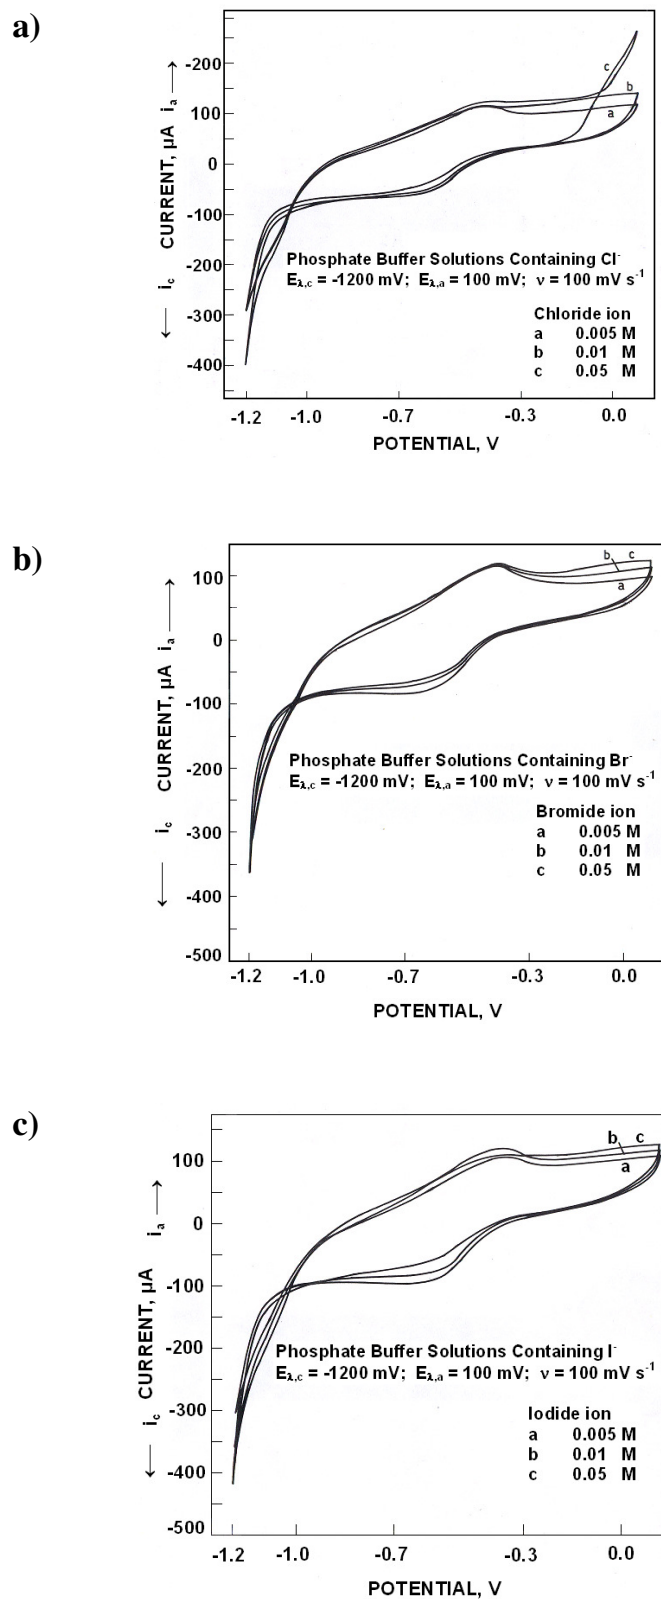 a)
-200
100
0
-100
-200
-300
-400
i_c CURRENT, µA i_a
c
b
a
Phosphate Buffer Solutions Containing Cl⁻
E_λ,c = -1200 mV; E_λ,a = 100 mV; ν = 100 mV s⁻¹
Chloride ion
a 0.005 M
b 0.01 M
c 0.05 M
-1.2 -1.0 -0.7 -0.3 0.0
POTENTIAL, V
b)
100
0
-100
-200
-300
-400
-500
i_c CURRENT, µA i_a
b c
a
Phosphate Buffer Solutions Containing Br⁻
E_λ,c = -1200 mV; E_λ,a = 100 mV; ν = 100 mV s⁻¹
Bromide ion
a 0.005 M
b 0.01 M
c 0.05 M
-1.2 -1.0 -0.7 -0.3 0.0
POTENTIAL, V
c)
100
0
-100
-200
-300
-400
-500
i_c CURRENT, µA i_a
b c
a
Phosphate Buffer Solutions Containing I⁻
E_λ,c = -1200 mV; E_λ,a = 100 mV; ν = 100 mV s⁻¹
Iodide ion
a 0.005 M
b 0.01 M
c 0.05 M
-1.2 -1.0 -0.7 -0.3 0.0
POTENTIAL, V